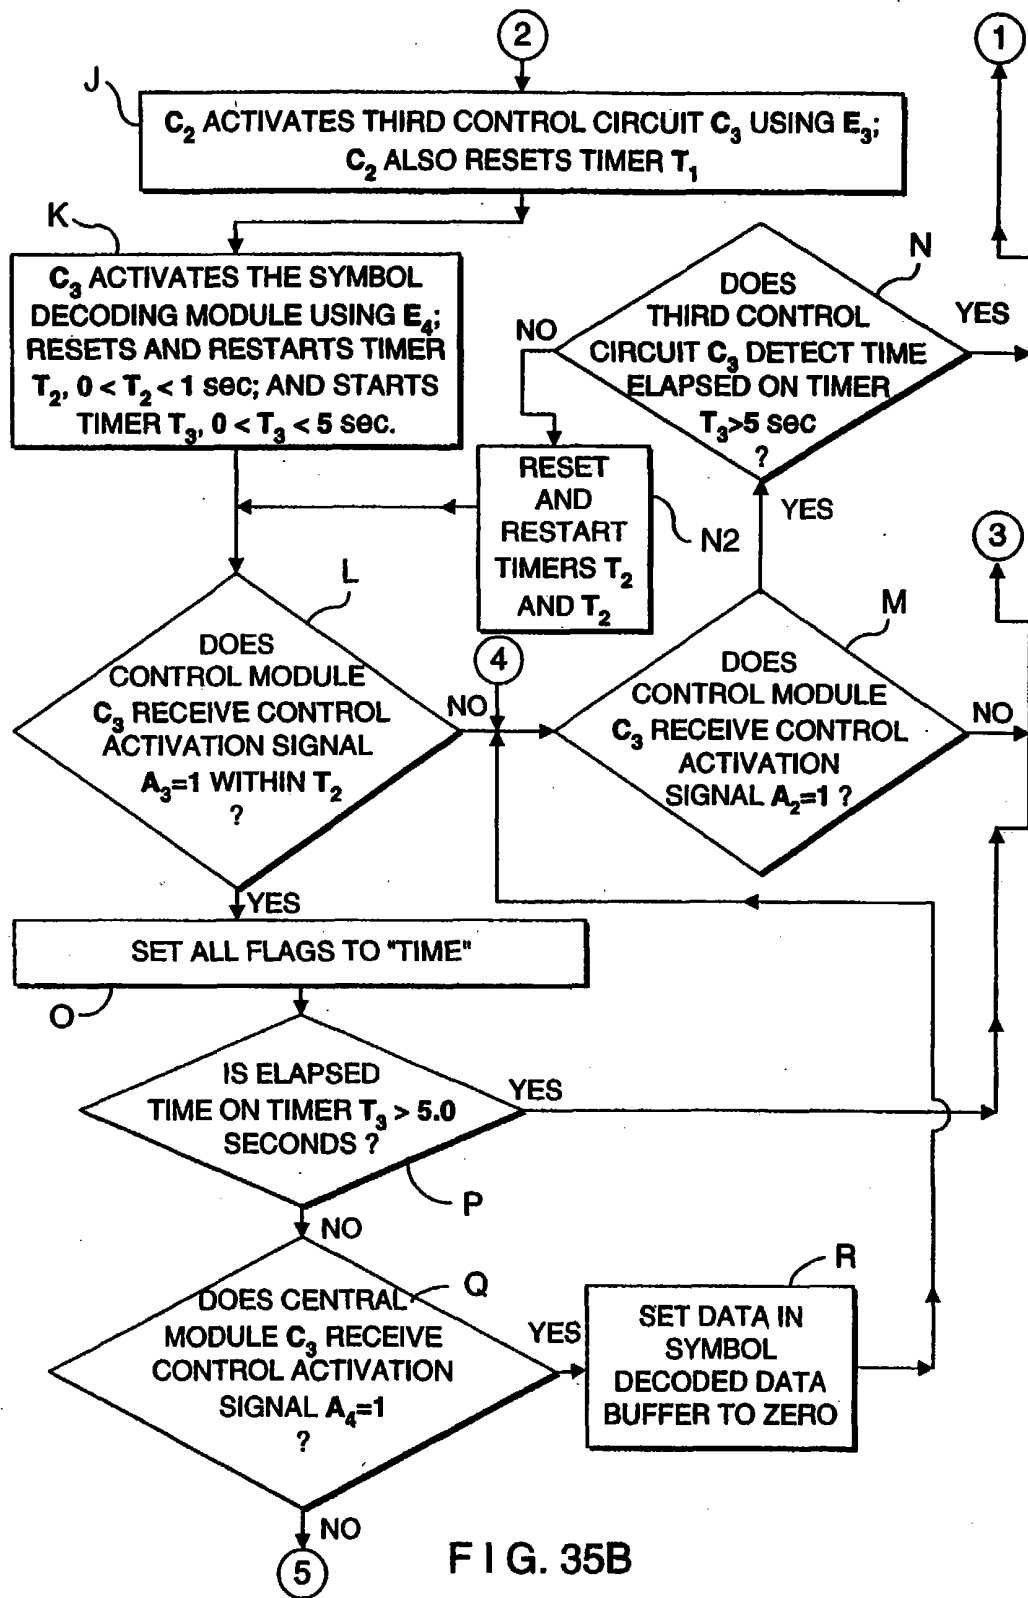 2
1
J
C₂ ACTIVATES THIRD CONTROL CIRCUIT C₃ USING E₃;
C₂ ALSO RESETS TIMER T₁
K
C₃ ACTIVATES THE SYMBOL
DECODING MODULE USING E₄;
RESETS AND RESTARTS TIMER
T₂, 0 < T₂ < 1 sec; AND STARTS
TIMER T₃, 0 < T₃ < 5 sec.
N
DOES
THIRD CONTROL
CIRCUIT C₃ DETECT TIME
ELAPSED ON TIMER
T₃>5 sec
?
NO
YES
RESET
AND
RESTART
TIMERS T₂
AND T₂
N2
YES
3
L
DOES
CONTROL MODULE
C₃ RECEIVE CONTROL
ACTIVATION SIGNAL
A₃=1 WITHIN T₂
?
4
NO
M
DOES
CONTROL MODULE
C₃ RECEIVE CONTROL
ACTIVATION
SIGNAL A₂=1 ?
NO
YES
SET ALL FLAGS TO "TIME"
O
IS ELAPSED
TIME ON TIMER T₃ > 5.0
SECONDS ?
YES
P
NO
Q
DOES CENTRAL
MODULE C₃ RECEIVE
CONTROL ACTIVATION
SIGNAL A₄=1
?
YES
R
SET DATA IN
SYMBOL
DECODED DATA
BUFFER TO ZERO
NO
5
FIG. 35B